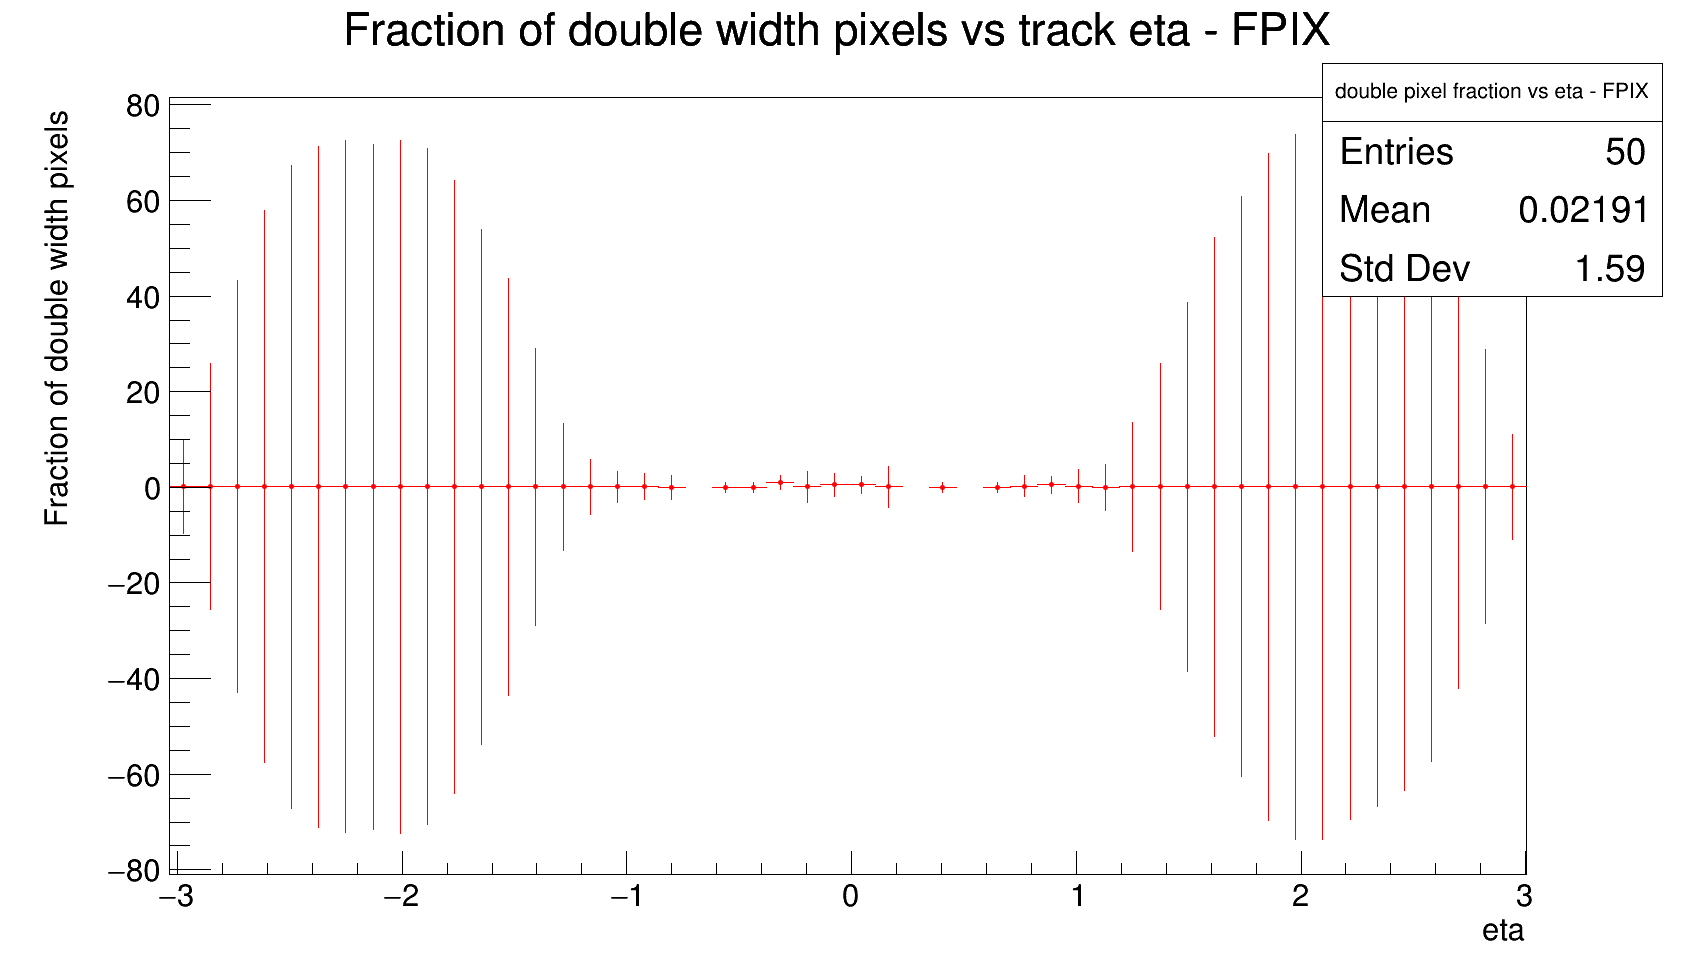 Fraction of double width pixels vs track eta - FPIX
double pixel fraction vs eta - FPIX
Entries 50
Mean 0.02191
Std Dev 1.59
Fraction of double width pixels
80
60
40
20
0
−20
−40
−60
−80
−3 −2 −1 0 1 2 3
eta